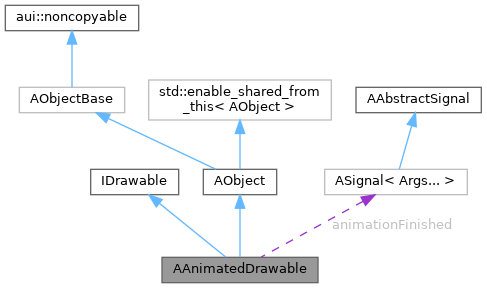 aui::noncopyable
AObjectBase
std::enable_shared_from
_this< AObject >
AAbstractSignal
IDrawable
AObject
ASignal< Args... >
animationFinished
AAnimatedDrawable